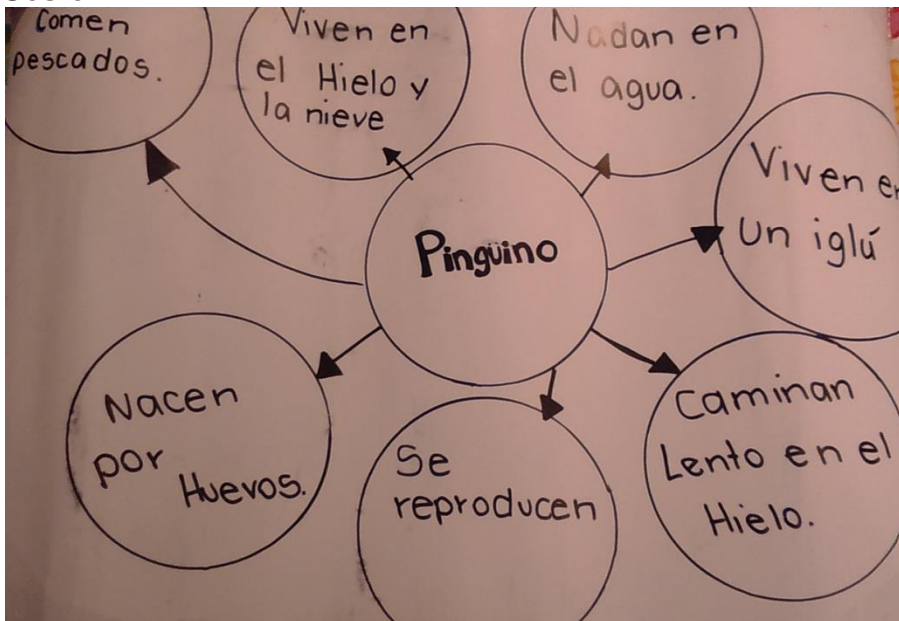 Comen
pescados.
Viven en
el Hielo y
la nieve
Nadan en
el agua.
Viven en
Un iglú
Pingüino
Nacen
por
Huevos.
Se
reproducen
Caminan
Lento en el
Hielo.